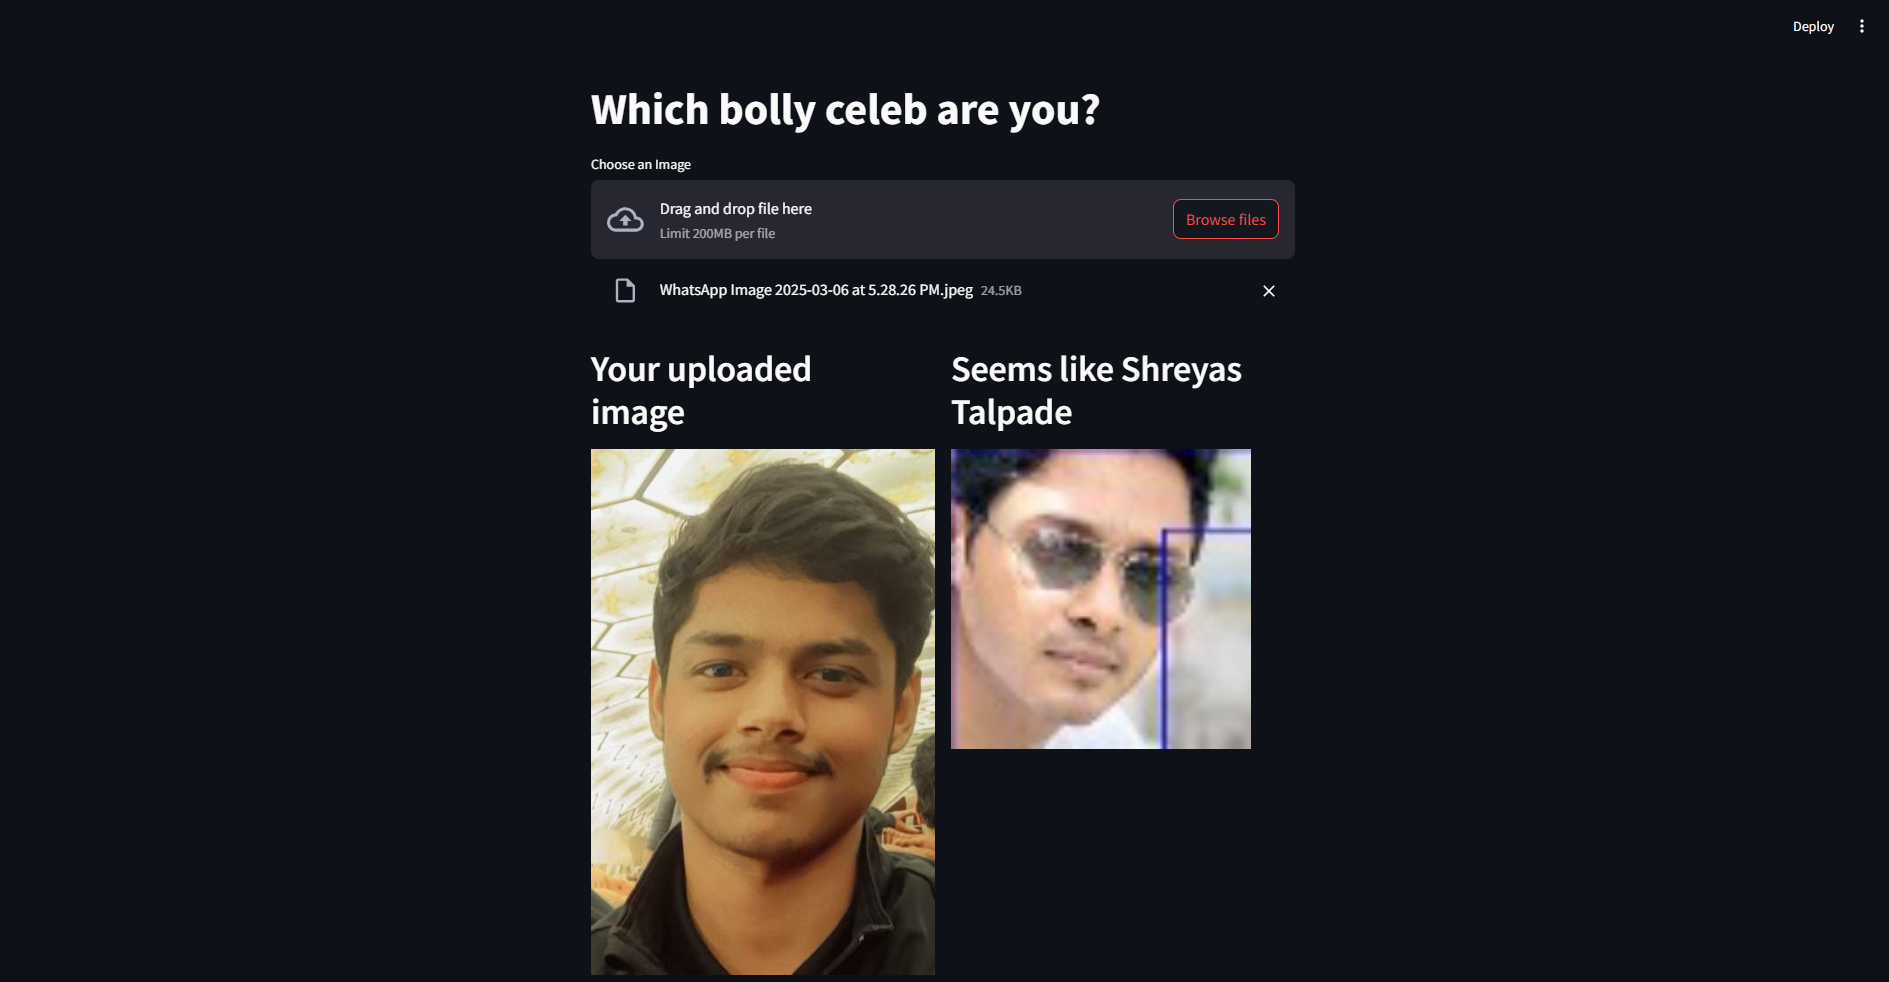 Deploy
Which bolly celeb are you?
Choose an Image
Drag and drop file here
Limit 200MB per file
Browse files
WhatsApp Image 2025-03-06 at 5.28.26 PM.jpeg 24.5KB
Your uploaded
image
Seems like Shreyas
Talpade